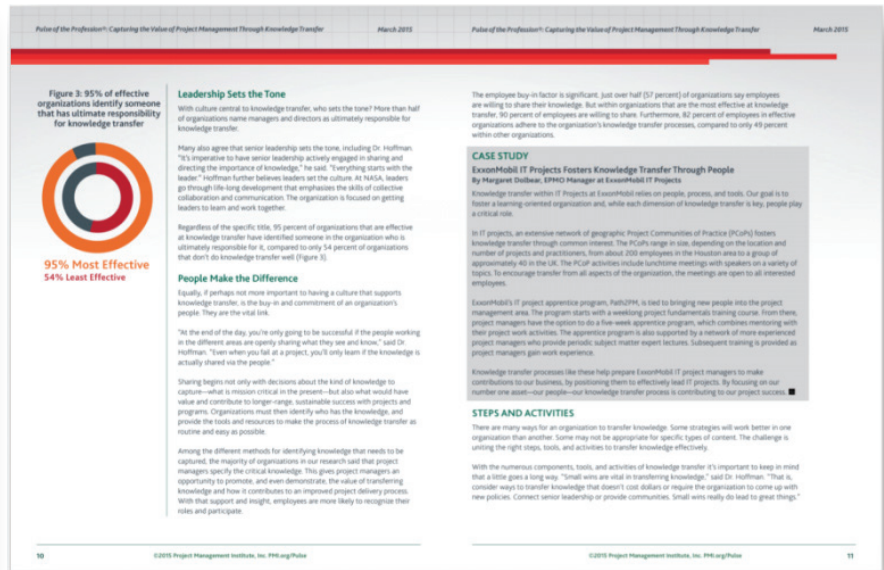 Pulse of the Profession®: Capturing the Value of Project Management Through Knowledge Transfer
March 2015
Figure 3: 95% of effective
organizations identify someone
that has ultimate responsibility
for knowledge transfer
95% Most Effective
54% Least Effective
Leadership Sets the Tone
With culture central to knowledge transfer, who sets the tone? More than half
of organizations name managers and directors as ultimately responsible for
knowledge transfer.
Many also agree that senior leadership sets the tone, including Dr. Hoffman.
"It's imperative to have senior leadership actively engaged in sharing and
directing the importance of knowledge," he said. "Everything starts with the
leader." Hoffman further believes leaders set the culture. At NASA, leaders
go through life-long development that emphasizes the skills of collective
collaboration and communication. The organization is focused on getting
leaders to learn and work together.
Regardless of the specific title, 95 percent of organizations that are effective
at knowledge transfer have identified someone in the organization who is
ultimately responsible for it, compared to only 54 percent of organizations
that don't do knowledge transfer well (Figure 3).
People Make the Difference
Equally, if perhaps not more important to having a culture that supports
knowledge transfer, is the buy-in and commitment of an organization's
people. They are the vital link.
"At the end of the day, you're only going to be successful if the people working
in the different areas are openly sharing what they see and know," said Dr.
Hoffman. "Even when you fail at a project, you'll only learn if the knowledge is
actually shared via the people."
Sharing begins not only with decisions about the kind of knowledge to
capture—what is mission critical in the present—but also what would have
value and contribute to longer-range, sustainable success with projects and
programs. Organizations must then identify who has the knowledge, and
provide the tools and resources to make the process of knowledge transfer as
routine and easy as possible.
Among the different methods for identifying knowledge that needs to be
captured, the majority of organizations in our research said that project
managers specify the critical knowledge. This gives project managers an
opportunity to promote, and even demonstrate, the value of transferring
knowledge and how it contributes to an improved project delivery process.
With that support and insight, employees are more likely to recognize their
roles and participate.
10
©2015 Project Management Institute, Inc. PMI.org/Pulse
Pulse of the Profession®: Capturing the Value of Project Management Through Knowledge Transfer
March 2015
The employee buy-in factor is significant. Just over half (57 percent) of organizations say employees
are willing to share their knowledge. But within organizations that are the most effective at knowledge
transfer, 90 percent of employees are willing to share. Furthermore, 82 percent of employees in effective
organizations adhere to the organization's knowledge transfer processes, compared to only 49 percent
within other organizations.
CASE STUDY
ExxonMobil IT Projects Fosters Knowledge Transfer Through People
By Margaret Dolbear, EPMO Manager at ExxonMobil IT Projects
Knowledge transfer within IT Projects at ExxonMobil relies on people, process, and tools. Our goal is to
foster a learning-oriented organization and, while each dimension of knowledge transfer is key, people play
a critical role.
In IT projects, an extensive network of geographic Project Communities of Practice (PCoPs) fosters
knowledge transfer through common interest. The PCoPs range in size, depending on the location and
number of projects and practitioners, from about 200 employees in the Houston area to a group of
approximately 40 in the UK. The PCoP activities include lunchtime meetings with speakers on a variety of
topics. To encourage transfer from all aspects of the organization, the meetings are open to all interested
employees.
ExxonMobil's IT project apprentice program, Path2PM, is tied to bringing new people into the project
management area. The program starts with a weeklong project fundamentals training course. From there,
project managers have the option to do a five-week apprentice program, which combines mentoring with
their project work activities. The apprentice program is also supported by a network of more experienced
project managers who provide periodic subject matter expert lectures. Subsequent training is provided as
project managers gain work experience.
Knowledge transfer processes like these help prepare ExxonMobil IT project managers to make
contributions to our business, by positioning them to effectively lead IT projects. By focusing on our
number one asset—our people—our knowledge transfer process is contributing to our project success. ■
STEPS AND ACTIVITIES
There are many ways for an organization to transfer knowledge. Some strategies will work better in one
organization than another. Some may not be appropriate for specific types of content. The challenge is
uniting the right steps, tools, and activities to transfer knowledge effectively.
With the numerous components, tools, and activities of knowledge transfer it's important to keep in mind
that a little goes a long way. "Small wins are vital in transferring knowledge," said Dr. Hoffman. "That is,
consider ways to transfer knowledge that doesn't cost dollars or require the organization to come up with
new policies. Connect senior leadership or provide communities. Small wins really do lead to great things."
©2015 Project Management Institute, Inc. PMI.org/Pulse
11